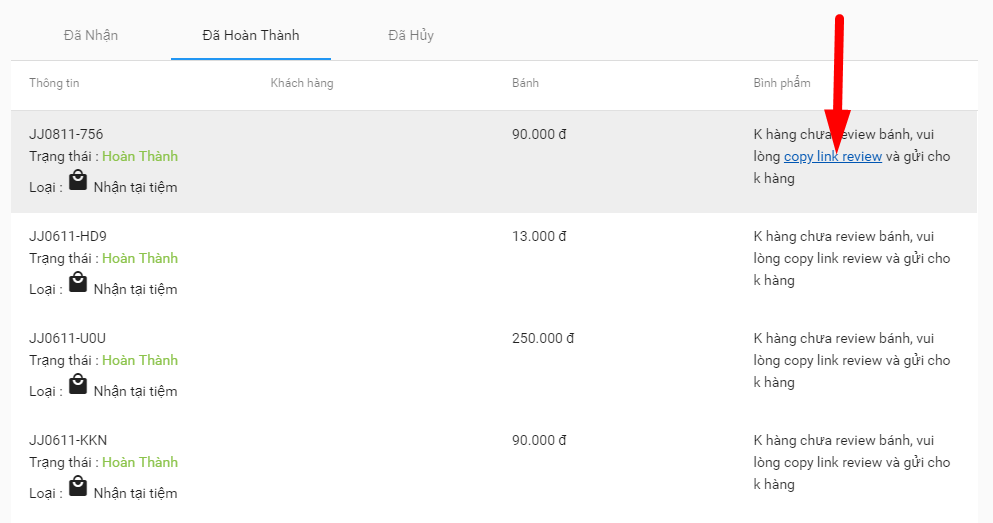 Đã Nhận Đã Hoàn Thành Đã Hủy
Thông tin Khách hàng Bánh Bình phẩm
JJ0811-756 90.000 đ K hàng chưa review bánh, vui
Trạng thái : Hoàn Thành lòng copy link review và gửi cho
Loại : Nhận tại tiệm k hàng
JJ0611-HD9 13.000 đ K hàng chưa review bánh, vui
Trạng thái : Hoàn Thành lòng copy link review và gửi cho
Loại : Nhận tại tiệm k hàng
JJ0611-U0U 250.000 đ K hàng chưa review bánh, vui
Trạng thái : Hoàn Thành lòng copy link review và gửi cho
Loại : Nhận tại tiệm k hàng
JJ0611-KKN 90.000 đ K hàng chưa review bánh, vui
Trạng thái : Hoàn Thành lòng copy link review và gửi cho
Loại : Nhận tại tiệm k hàng